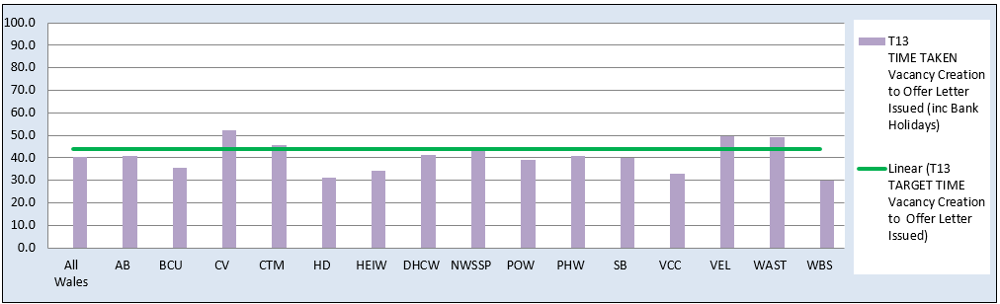 100.0
90.0
80.0
70.0
60.0
50.0
40.0
30.0
20.0
10.0
0.0
All Wales AB BCU CV CTM HD HEIW DHCW NWSSP POW PHW SB VCC VEL WAST WBS
T13
TIME TAKEN
Vacancy Creation
to Offer Letter
Issued (inc Bank
Holidays)
Linear (T13
TARGET TIME
Vacancy Creation
to Offer Letter
Issued)